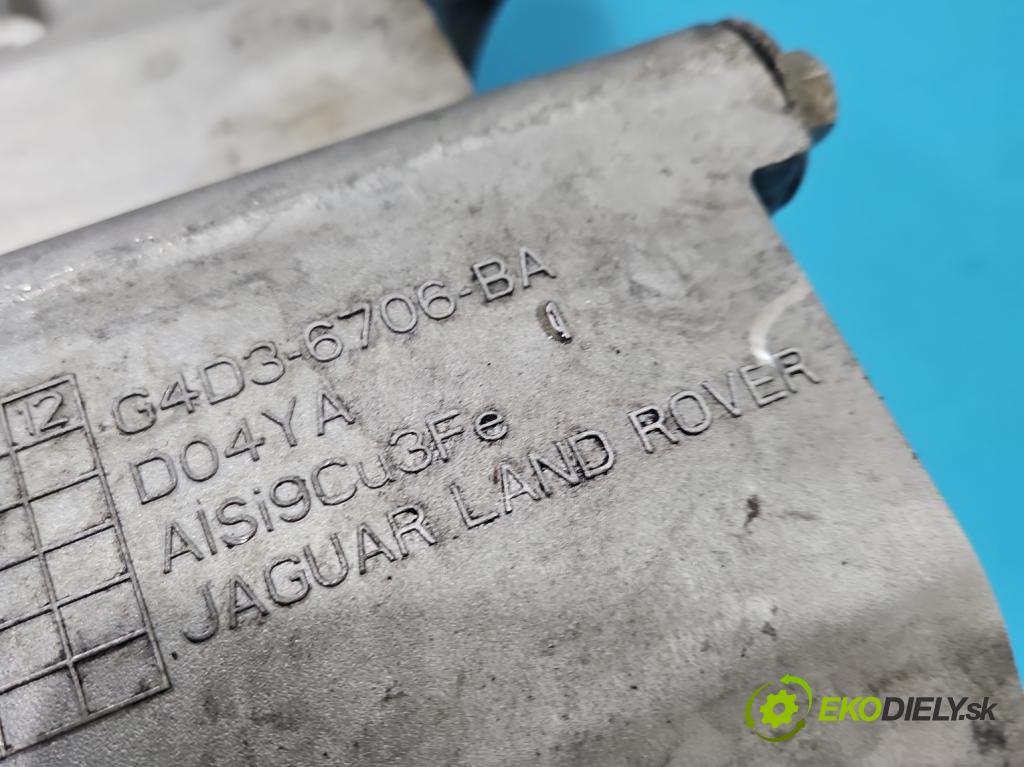 G4D3-6706-BA
12
D04YA
AlSi9Cu3Fe
JAGUAR LAND ROVER
EKODIELY.sk